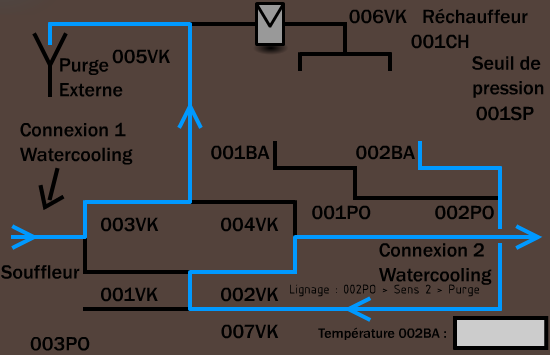 006VK Réchauffeur
001CH
005VK
Purge
Externe
Seuil de
pression
001SP
Connexion 1
Watercooling
001BA
002BA
003VK
004VK
001PO
002PO
Connexion 2
Watercooling
Souffleur
001VK
002VK
Lignage : 002PO > Sens 2 > Purge
007VK
Température 002BA :
003PO